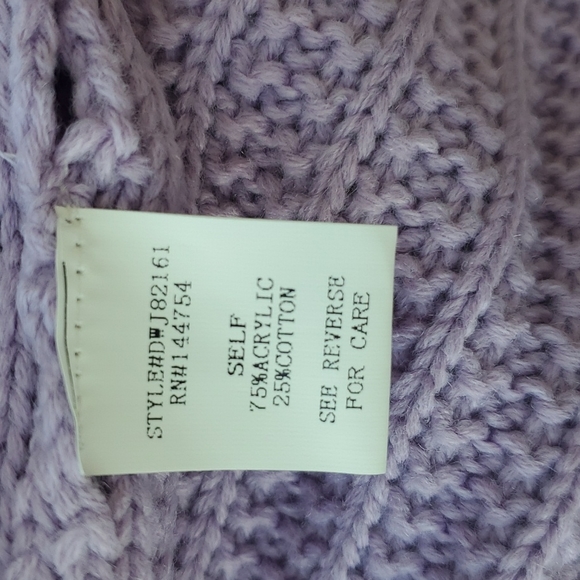 STYLE#DWJ82161
RN#144754
SELF
75%ACRYLIC
25%COTTON
SEE REVERSE
FOR CARE